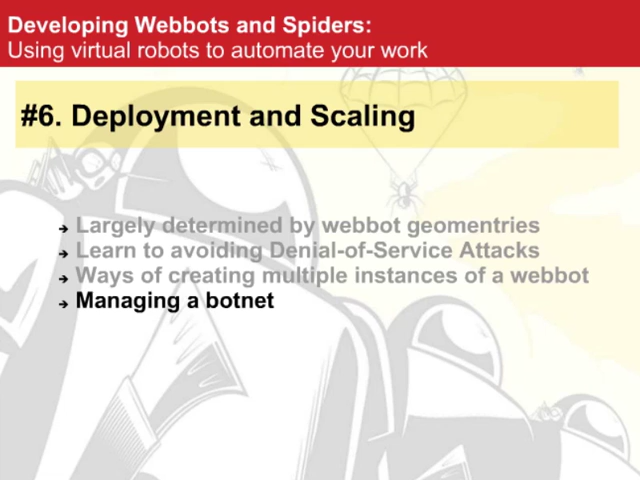 Developing Webbots and Spiders:
Using virtual robots to automate your work
#6. Deployment and Scaling
➔ Largely determined by webbot geomentries
➔ Learn to avoiding Denial-of-Service Attacks
➔ Ways of creating multiple instances of a webbot
➔ Managing a botnet